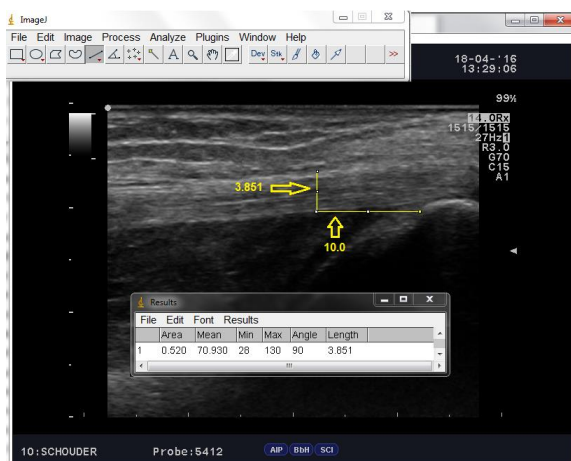 ImageJ
File Edit Image Process Analyze Plugins Window Help
Dev Stk >>
18-04-'16
13:29:06
99%
14.0Rx
1515/1515
27Hz1
R3.0
G70
C15
A1
3.851
10.0
Results
File Edit Font Results
Area Mean Min Max Angle Length
1 0.520 70.930 28 130 90 3.851
10:SCHOUDER Probe:5412 AIP BbH SCI